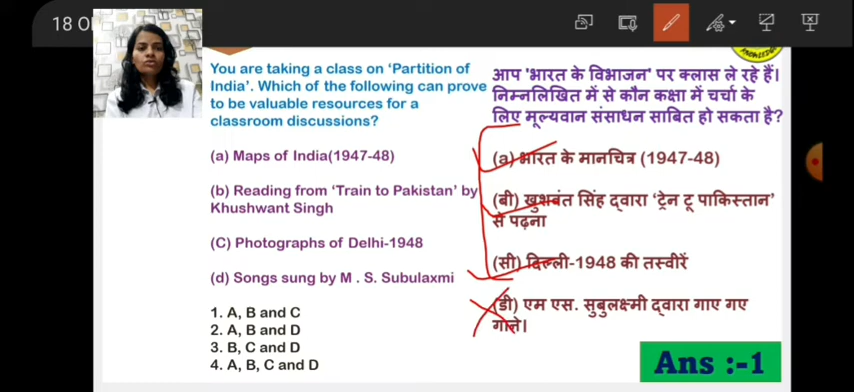 18 O
KNOWLEDGE
You are taking a class on ‘Partition of
India’. Which of the following can prove
to be valuable resources for a
classroom discussions?
(a) Maps of India(1947-48)
(b) Reading from ‘Train to Pakistan’ by
Khushwant Singh
(C) Photographs of Delhi-1948
(d) Songs sung by M . S. Subulaxmi
1. A, B and C
2. A, B and D
3. B, C and D
4. A, B, C and D
आप 'भारत के विभाजन' पर क्लास ले रहे हैं।
निम्नलिखित में से कौन कक्षा में चर्चा के
लिए मूल्यवान संसाधन साबित हो सकता है?
(a) भारत के मानचित्र (1947-48)
(बी) खुशबंत सिंह द्वारा ‘ट्रेन टू पाकिस्तान’
से पढ़ना
(सी) दिल्ली-1948 की तस्वीरें
(डी) एम एस. सुबुलक्ष्मी द्वारा गाए गए
गाने।
Ans :-1